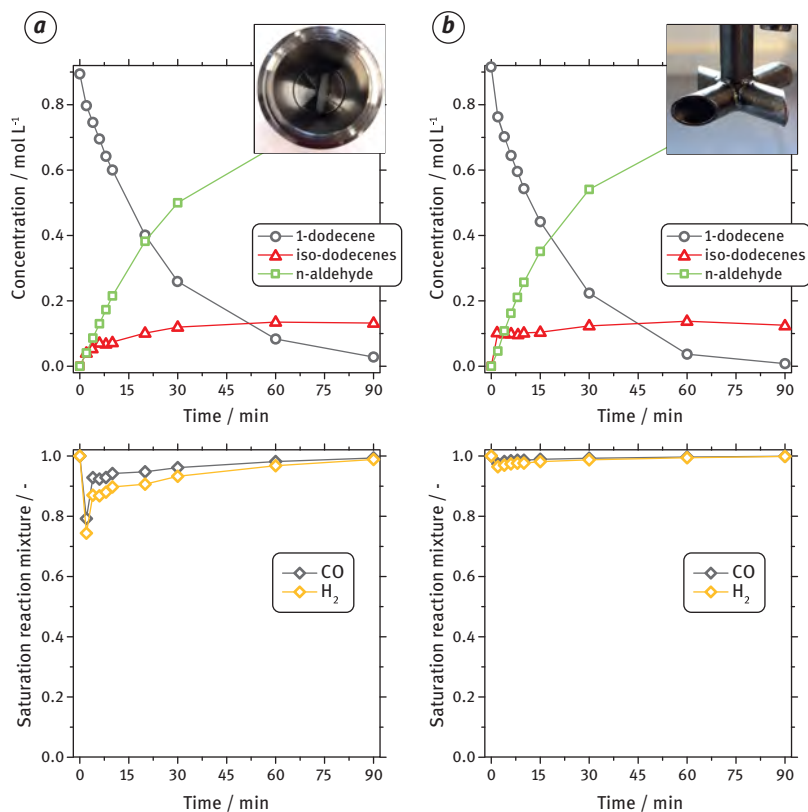 a
b
Concentration / mol L⁻¹
0.8
0.6
0.4
0.2
0.0
1-dodecene
iso-dodecenes
n-aldehyde
0 15 30 45 60 75 90
Time / min
Concentration / mol L⁻¹
0.8
0.6
0.4
0.2
0.0
1-dodecene
iso-dodecenes
n-aldehyde
0 15 30 45 60 75 90
Time / min
Saturation reaction mixture / -
1.0
0.8
0.6
0.4
0.2
0.0
CO
H₂
0 15 30 45 60 75 90
Time / min
Saturation reaction mixture / -
1.0
0.8
0.6
0.4
0.2
0.0
CO
H₂
0 15 30 45 60 75 90
Time / min